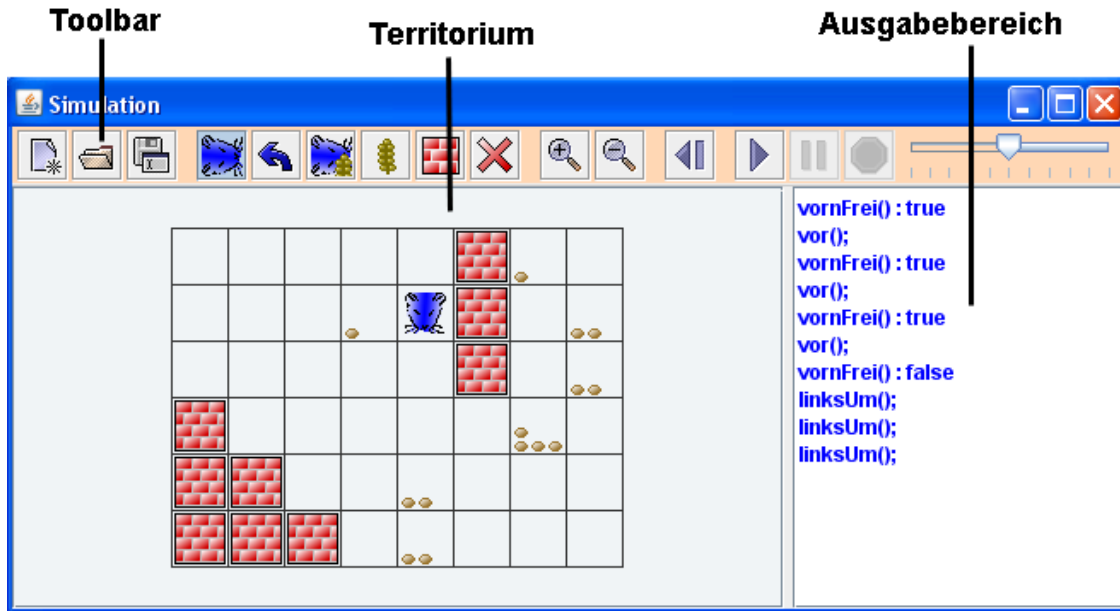 Toolbar
Territorium
Ausgabebereich
Simulation
vornFrei() : true
vor();
vornFrei() : true
vor();
vornFrei() : true
vor();
vornFrei() : false
linksUm();
linksUm();
linksUm();